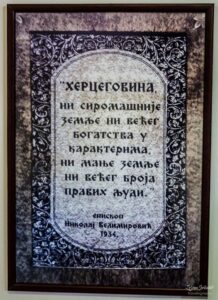 "ХЕРЦЕГОВИНА,
НИ СИРОМАШНИЈЕ
ЗЕМЉЕ НИ ВЕЋЕГ
БОГАТСТВА У
КАРАКТЕРИМА,
НИ МАЊЕ ЗЕМЉЕ
НИ ВЕЋЕГ БРОЈА
ПРАВИХ ЉУДИ."
ЕПИСКОП
НИКОЛАЈ ВЕЛИМИРОВИЋ
1934.